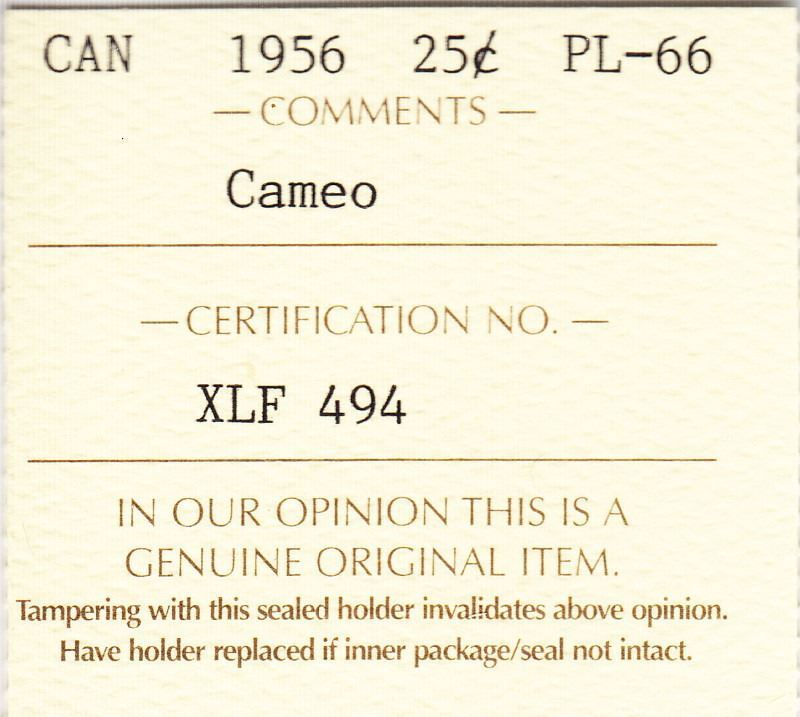 CAN 1956 25¢ PL-66
— COMMENTS —
Cameo
— CERTIFICATION NO. —
XLF 494
IN OUR OPINION THIS IS A
GENUINE ORIGINAL ITEM.
Tampering with this sealed holder invalidates above opinion.
Have holder replaced if inner package/seal not intact.